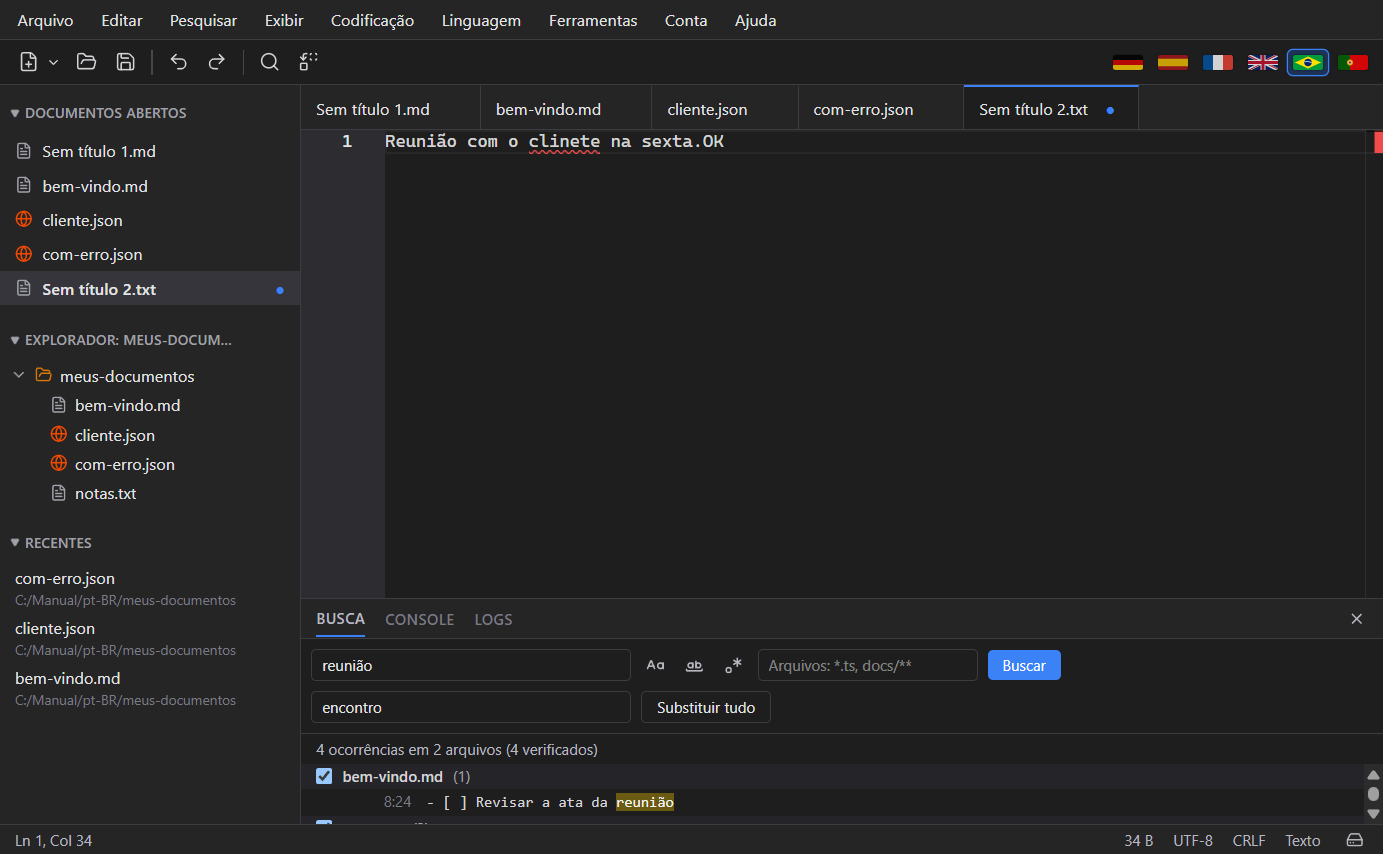 Arquivo Editar Pesquisar Exibir Codificação Linguagem Ferramentas Conta Ajuda
DOCUMENTOS ABERTOS
Sem título 1.md
bem-vindo.md
cliente.json
com-erro.json
Sem título 2.txt
EXPLORADOR: MEUS-DOCUM...
meus-documentos
bem-vindo.md
cliente.json
com-erro.json
notas.txt
RECENTES
com-erro.json
C:/Manual/pt-BR/meus-documentos
cliente.json
C:/Manual/pt-BR/meus-documentos
bem-vindo.md
C:/Manual/pt-BR/meus-documentos
Sem título 1.md bem-vindo.md cliente.json com-erro.json Sem título 2.txt
1 Reunião com o clinete na sexta.OK
BUSCA CONSOLE LOGS
reunião Aa ab .* Arquivos: *.ts, docs/** Buscar
encontro Substituir tudo
4 ocorrências em 2 arquivos (4 verificados)
bem-vindo.md (1)
8:24 - [ ] Revisar a ata da reunião
Ln 1, Col 34 34 B UTF-8 CRLF Texto